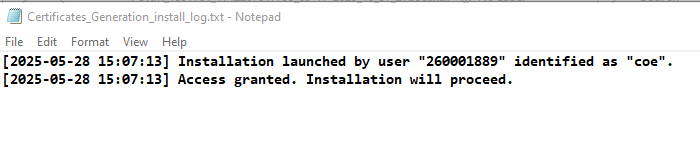 Certificates_Generation_install_log.txt - Notepad
File Edit Format View Help
[2025-05-28 15:07:13] Installation launched by user "260001889" identified as "coe".
[2025-05-28 15:07:13] Access granted. Installation will proceed.